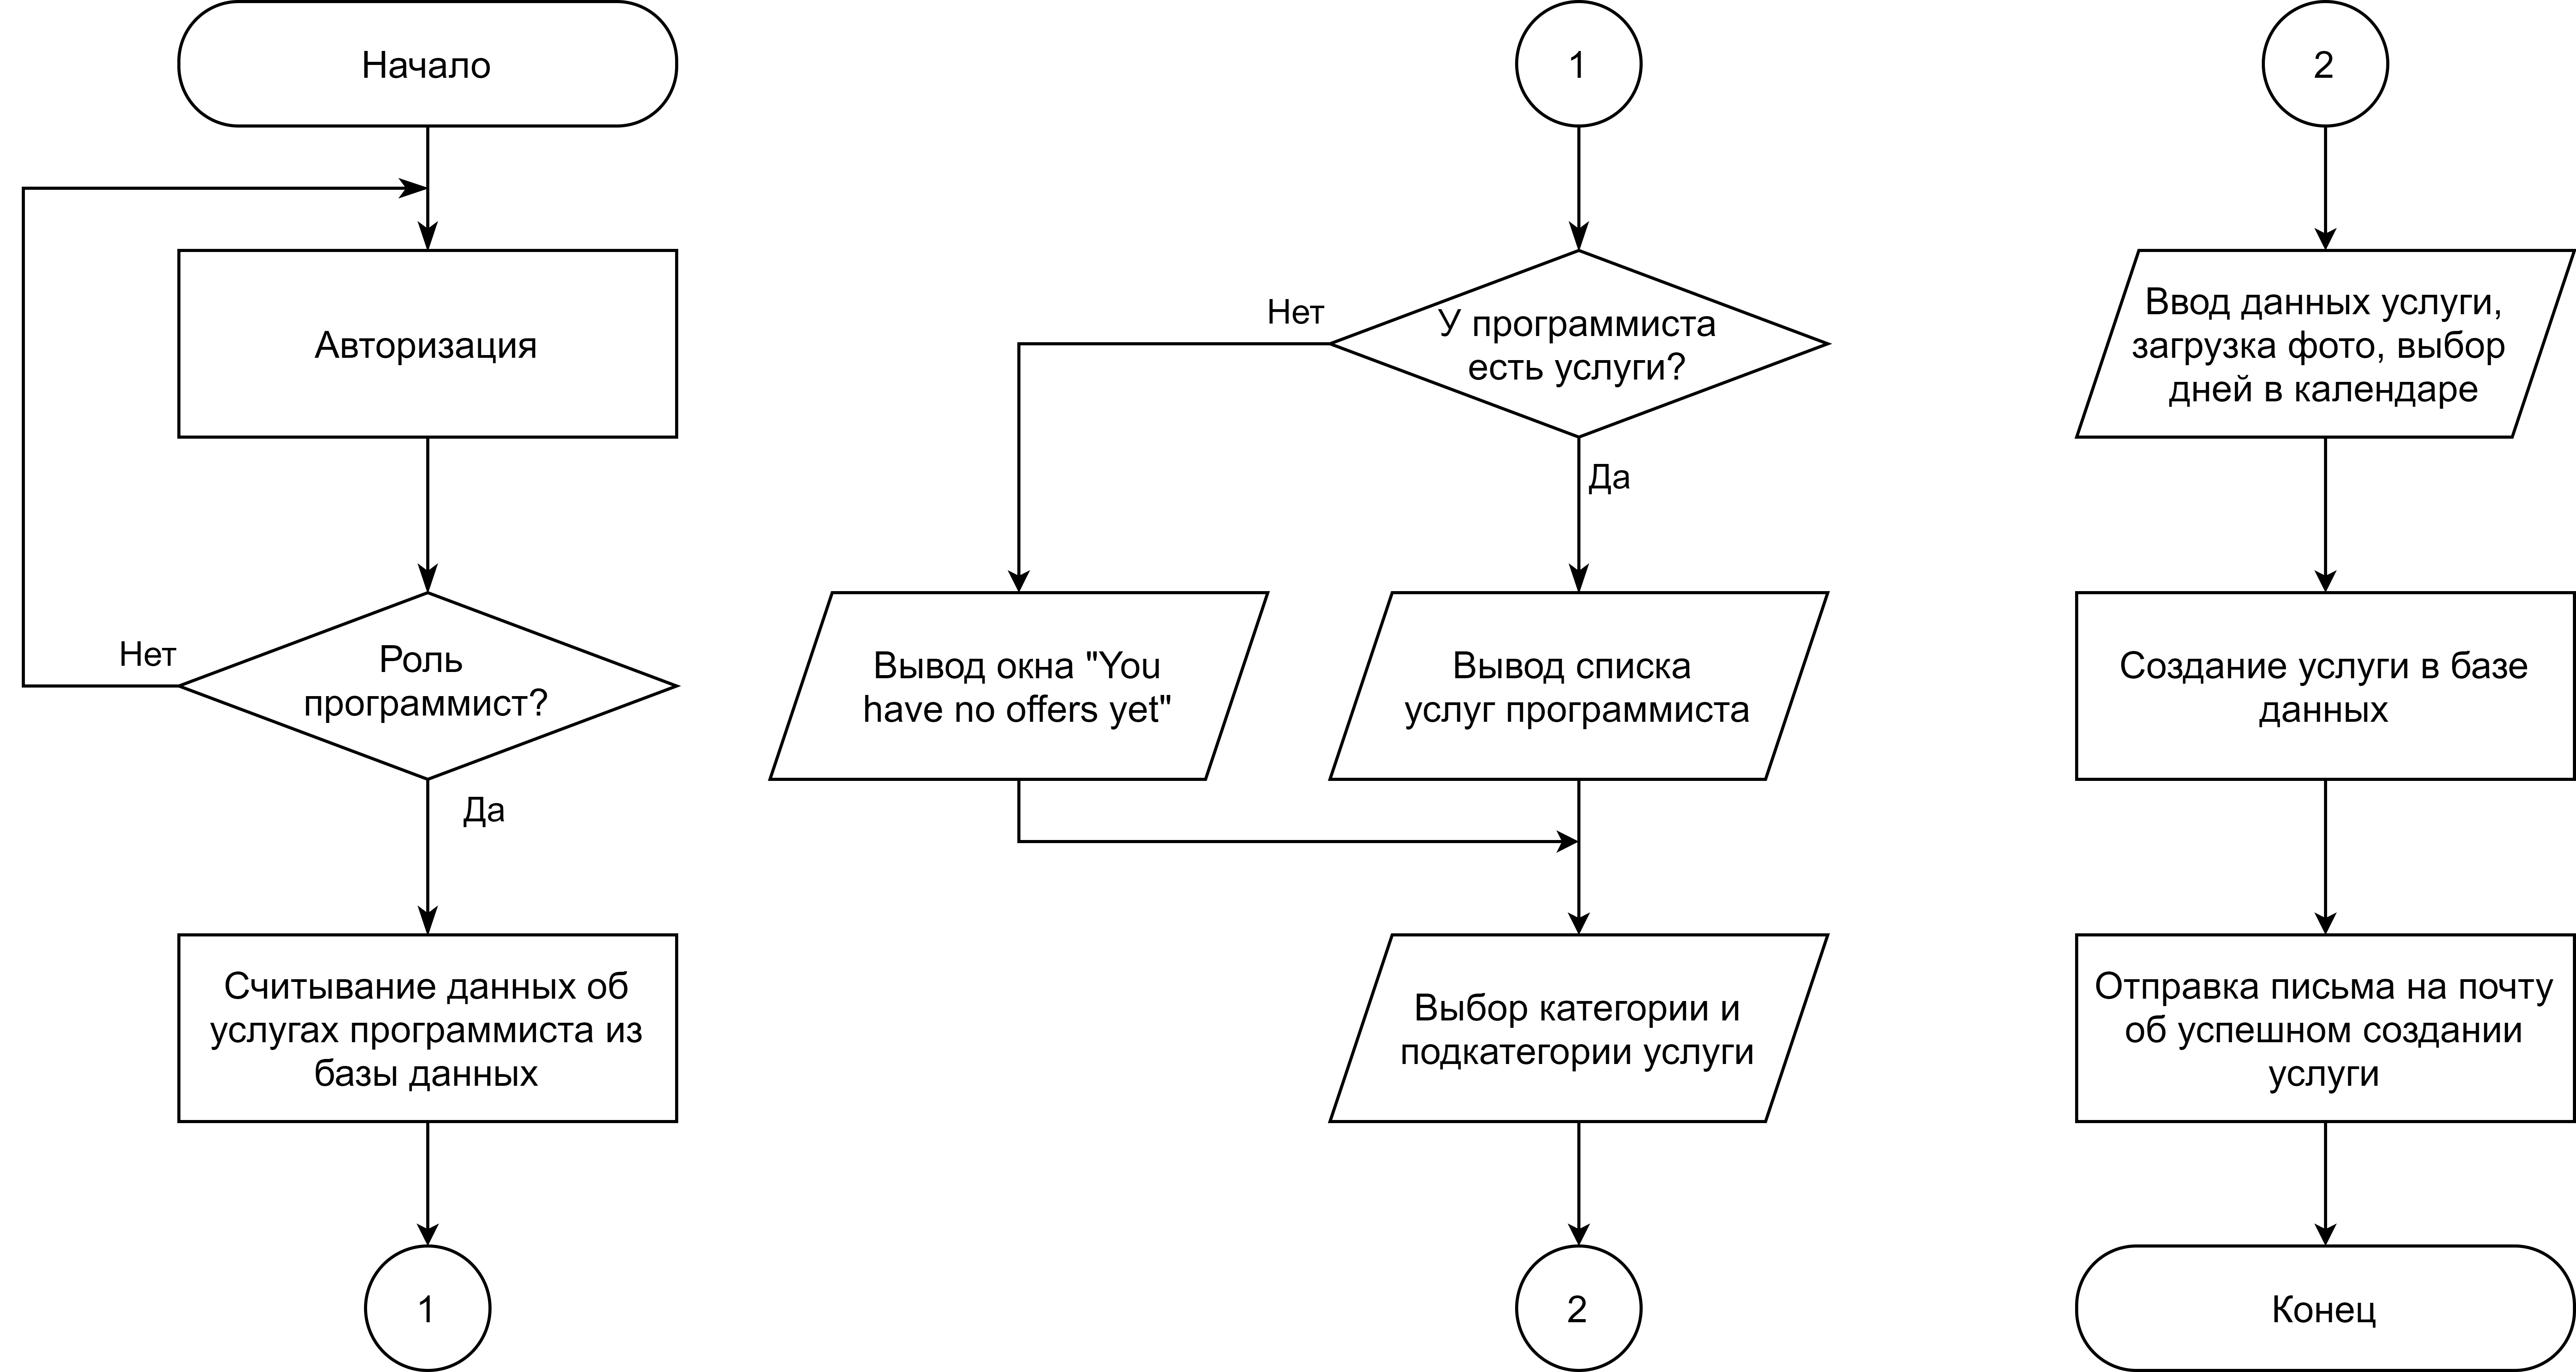 Начало
Авторизация
Нет
Роль
программист?
Да
Считывание данных об
услугах программиста из
базы данных
1
1
Нет
У программиста
есть услуги?
Да
Вывод окна "You
have no offers yet"
Вывод списка
услуг программиста
Выбор категории и
подкатегории услуги
2
2
Ввод данных услуги,
загрузка фото, выбор
дней в календаре
Создание услуги в базе
данных
Отправка письма на почту
об успешном создании
услуги
Конец